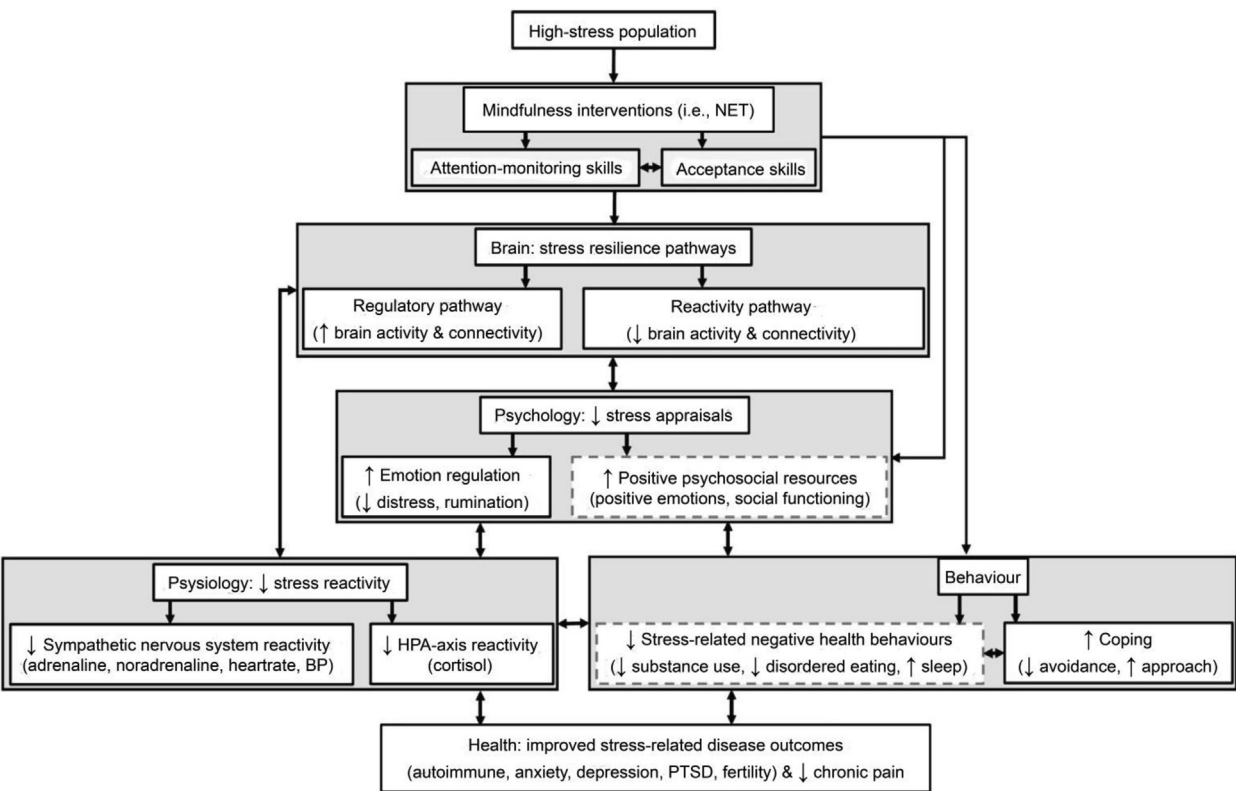 High-stress population
Mindfulness interventions (i.e., NET)
Attention-monitoring skills
Acceptance skills
Brain: stress resilience pathways
Regulatory pathway
(↑ brain activity & connectivity)
Reactivity pathway
(↓ brain activity & connectivity)
Psychology: ↓ stress appraisals
↑ Emotion regulation
(↓ distress, rumination)
↑ Positive psychosocial resources
(positive emotions, social functioning)
Psysiology: ↓ stress reactivity
↓ Sympathetic nervous system reactivity
(adrenaline, noradrenaline, heartrate, BP)
↓ HPA-axis reactivity
(cortisol)
Behaviour
↓ Stress-related negative health behaviours
(↓ substance use, ↓ disordered eating, ↑ sleep)
↑ Coping
(↓ avoidance, ↑ approach)
Health: improved stress-related disease outcomes
(autoimmune, anxiety, depression, PTSD, fertility) & ↓ chronic pain